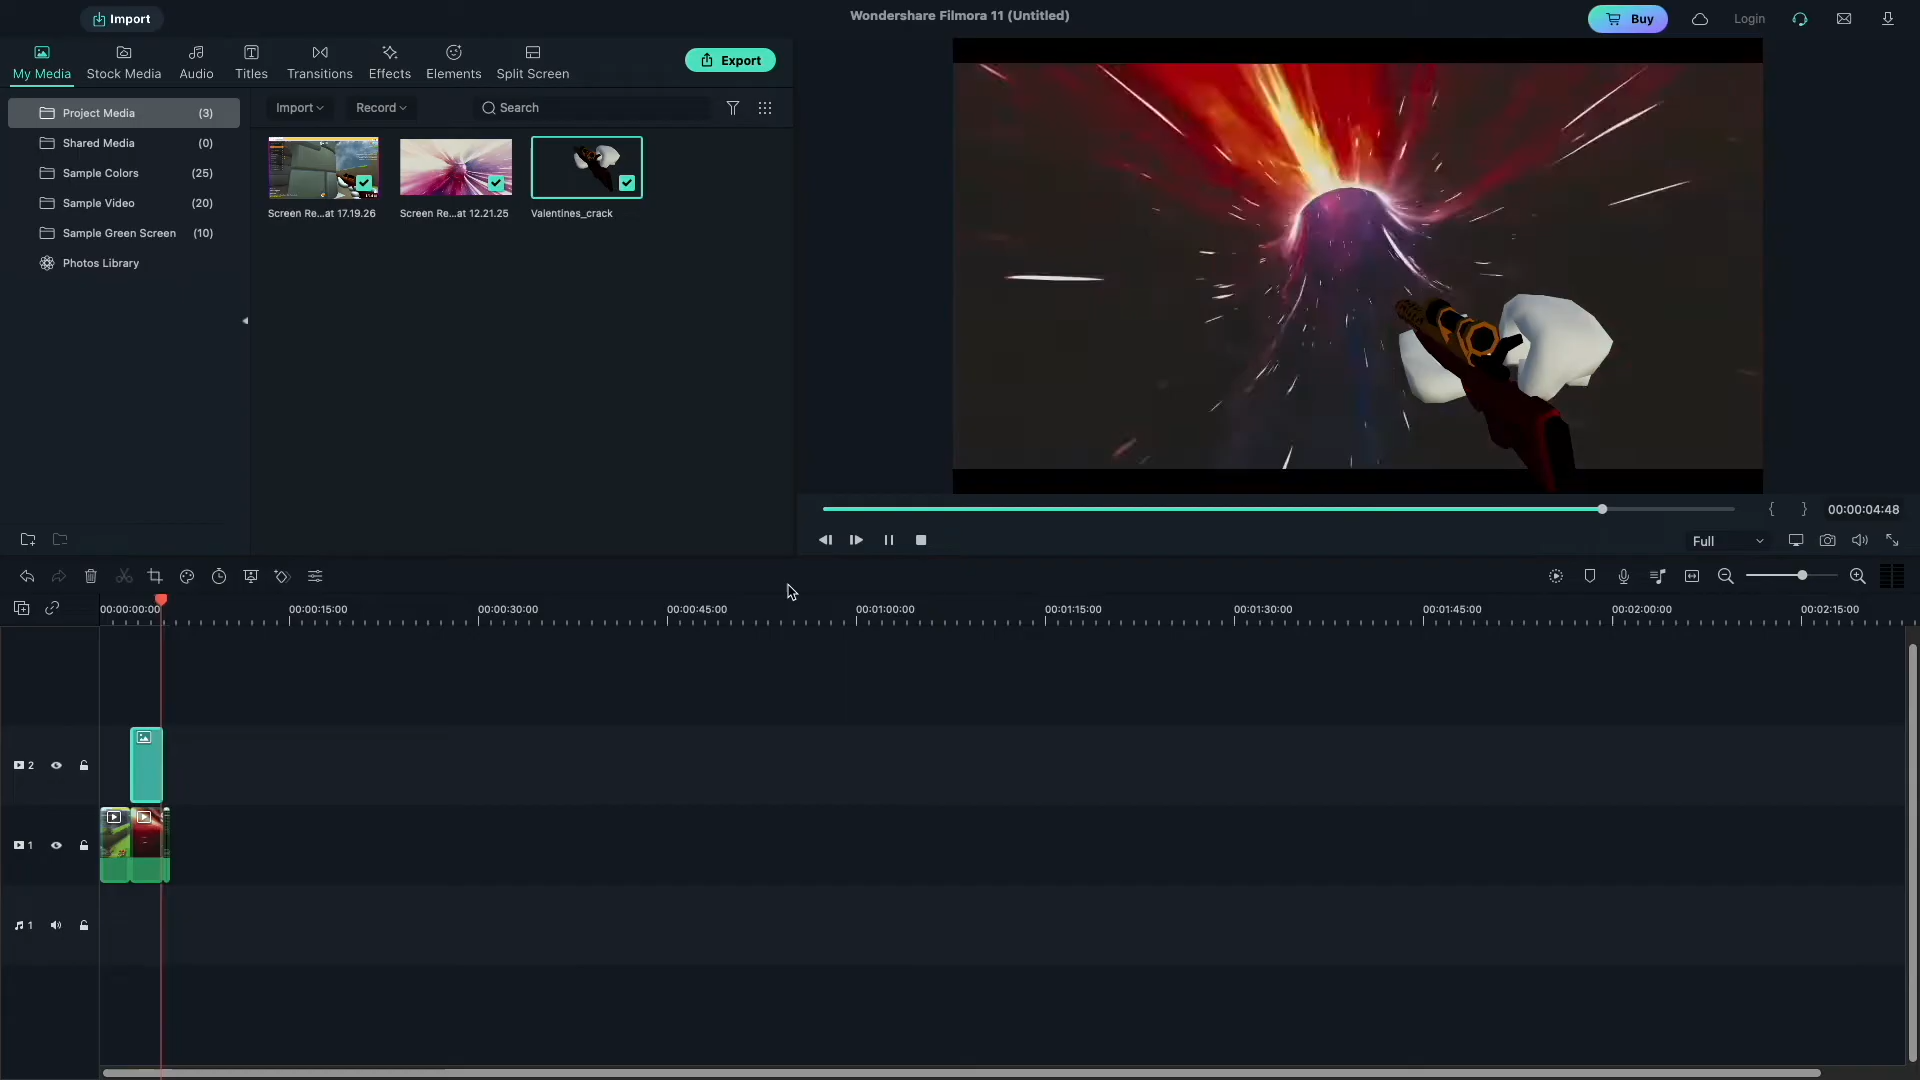 Import
Wondershare Filmora 11 (Untitled)
Buy
Login
My Media
Stock Media
Audio
Titles
Transitions
Effects
Elements
Split Screen
Export
Project Media (3)
Shared Media (0)
Sample Colors (25)
Sample Video (20)
Sample Green Screen (10)
Photos Library
Import
Record
Search
Screen Re...at 17.19.26
Screen Re...at 12.21.25
Valentines_crack
{ } 00:00:04:48
Full
00:00:00:00
00:00:15:00
00:00:30:00
00:00:45:00
00:01:00:00
00:01:15:00
00:01:30:00
00:01:45:00
00:02:00:00
00:02:15:00
2
1
1